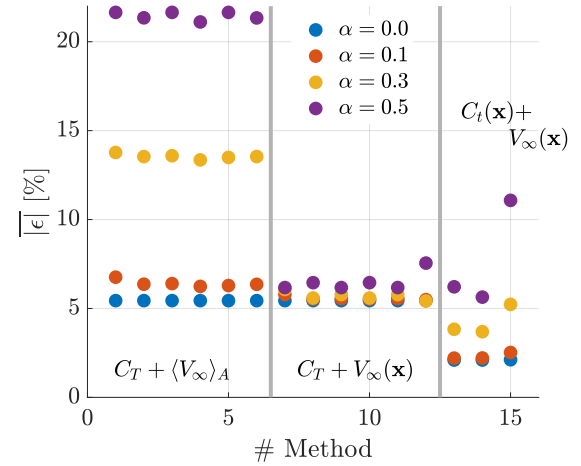 20
15
10
5
0
0
5
10
15
|ϵ| [%]
# Method
α = 0.0
α = 0.1
α = 0.3
α = 0.5
C_t(x)+
V_∞(x)
C_T + ⟨V_∞⟩_A
C_T + V_∞(x)